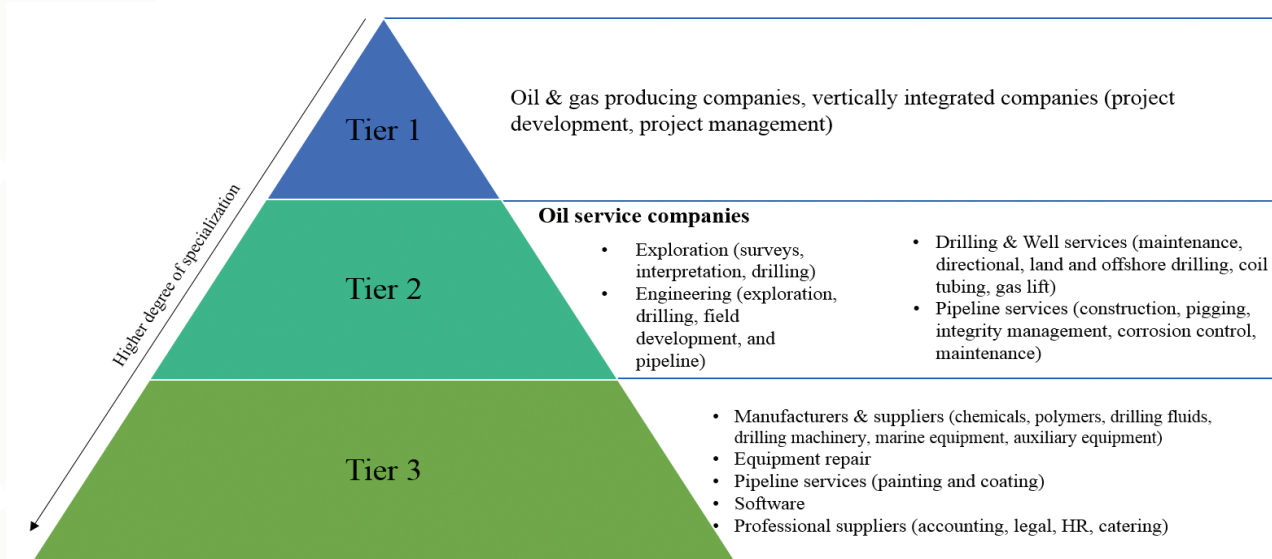 Higher degree of specialization
Tier 1
Oil & gas producing companies, vertically integrated companies (project
development, project management)
Tier 2
Oil service companies
• Exploration (surveys,
interpretation, drilling)
• Engineering (exploration,
drilling, field
development, and
pipeline)
• Drilling & Well services (maintenance,
directional, land and offshore drilling, coil
tubing, gas lift)
• Pipeline services (construction, pigging,
integrity management, corrosion control,
maintenance)
Tier 3
• Manufacturers & suppliers (chemicals, polymers, drilling fluids,
drilling machinery, marine equipment, auxiliary equipment)
• Equipment repair
• Pipeline services (painting and coating)
• Software
• Professional suppliers (accounting, legal, HR, catering)